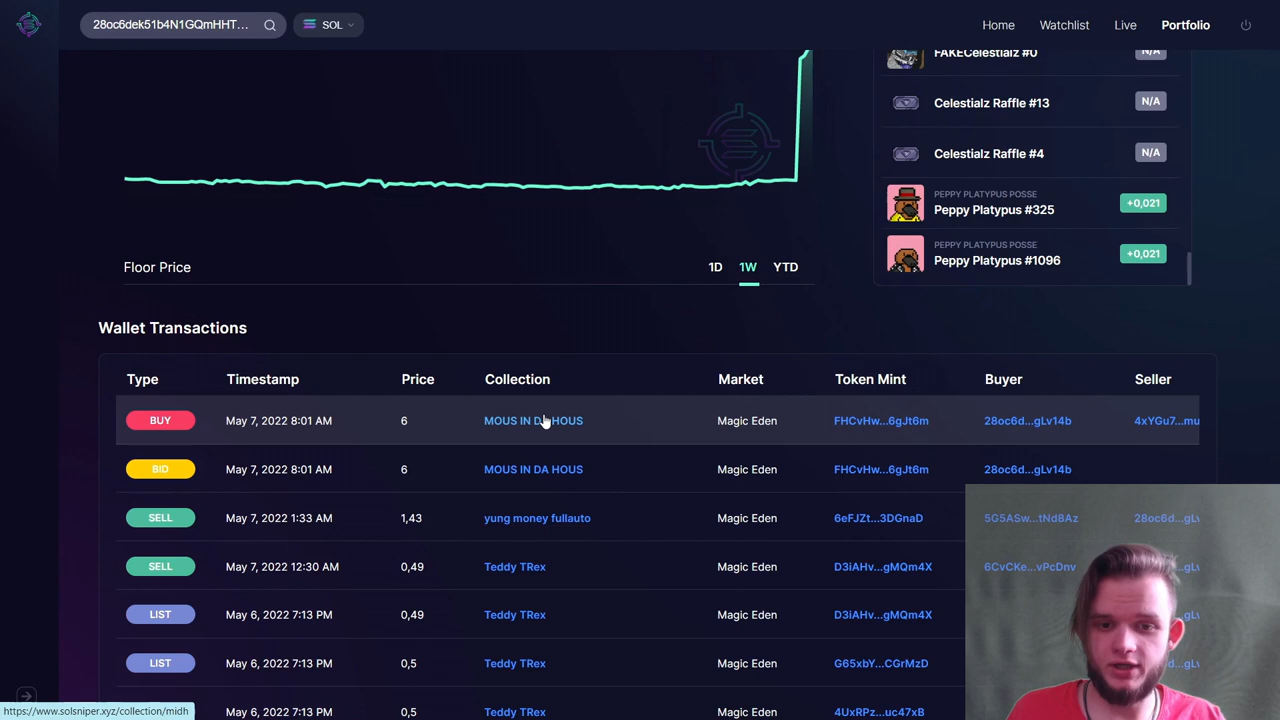 28oc6dek51b4N1GQmHHT...
SOL
Home
Watchlist
Live
Portfolio
FAKECelestialz #0
N/A
Celestialz Raffle #13
N/A
Celestialz Raffle #4
N/A
PEPPY PLATYPUS POSSE
Peppy Platypus #325
+0,021
PEPPY PLATYPUS POSSE
Peppy Platypus #1096
+0,021
Floor Price
1D
1W
YTD
Wallet Transactions
Type Timestamp Price Collection Market Token Mint Buyer Seller
BUY May 7, 2022 8:01 AM 6 MOUS IN DA HOUS Magic Eden FHCvHw...6gJt6m 28oc6d...gLv14b 4xYGu7...mu
BID May 7, 2022 8:01 AM 6 MOUS IN DA HOUS Magic Eden FHCvHw...6gJt6m 28oc6d...gLv14b
SELL May 7, 2022 1:33 AM 1,43 yung money fullauto Magic Eden 6eFJZt...3DGnaD 5G5ASw...tNd8Az 28oc6d...gLv
SELL May 7, 2022 12:30 AM 0,49 Teddy TRex Magic Eden D3iAHv...gMQm4X 6CvCKe...vPcDnv
LIST May 6, 2022 7:13 PM 0,49 Teddy TRex Magic Eden D3iAHv...gMQm4X
LIST May 6, 2022 7:13 PM 0,5 Teddy TRex Magic Eden G65xbY...CGrMzD
May 6, 2022 7:13 PM 0,5 Teddy TRex Magic Eden 4UxRPz...uc47xB
https://www.solsniper.xyz/collection/midh